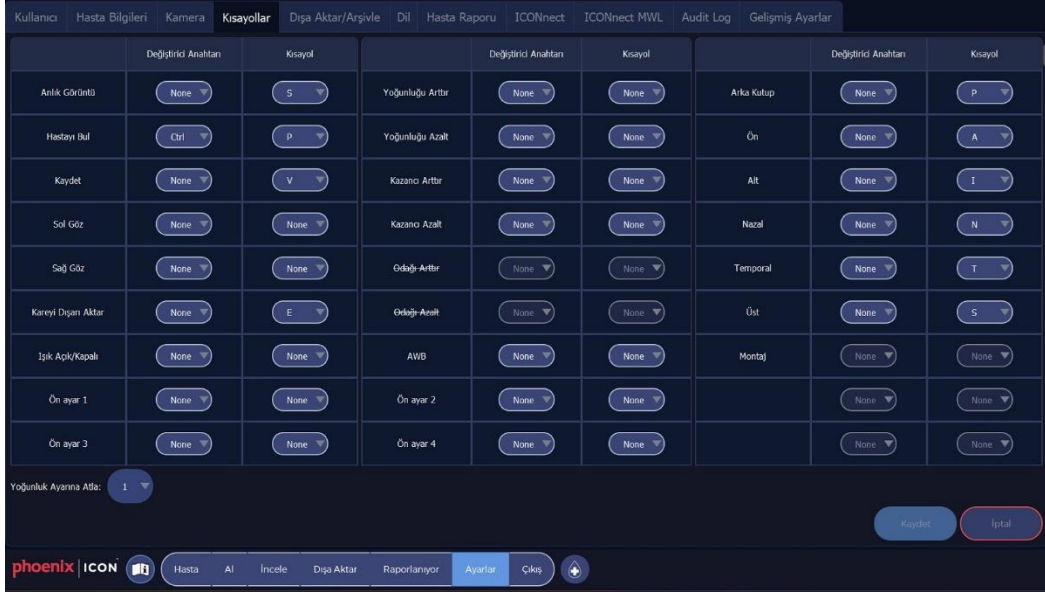 Kullanıcı Hasta Bilgileri Kamera Kısayollar Dışa Aktar/Arşivle Dil Hasta Raporu ICONnect ICONnect MWL Audit Log Gelişmiş Ayarlar
Değiştirici Anahtarı Kısayol Değiştirici Anahtarı Kısayol Değiştirici Anahtarı Kısayol
Anlık Görüntü None S Yoğunluğu Arttır None None Arka Kutup None P
Hastayı Bul Ctrl P Yoğunluğu Azalt None None Ön None A
Kaydet None V Kazancı Arttır None None Alt None I
Sol Göz None None Kazancı Azalt None None Nazal None N
Sağ Göz None None Odağı Arttır None None Temporal None T
Kareyi Dışarı Aktar None E Odağı Azalt None None Üst None S
Işık Açık/Kapalı None None AWB None None Montaj None None
Ön ayar 1 None None Ön ayar 2 None None None None
Ön ayar 3 None None Ön ayar 4 None None None None
Yoğunluk Ayarına Atla: 1
Kaydet İptal
phoenix | ICON Hasta Al İncele Dışa Aktar Raporlanıyor Ayarlar Çıkış